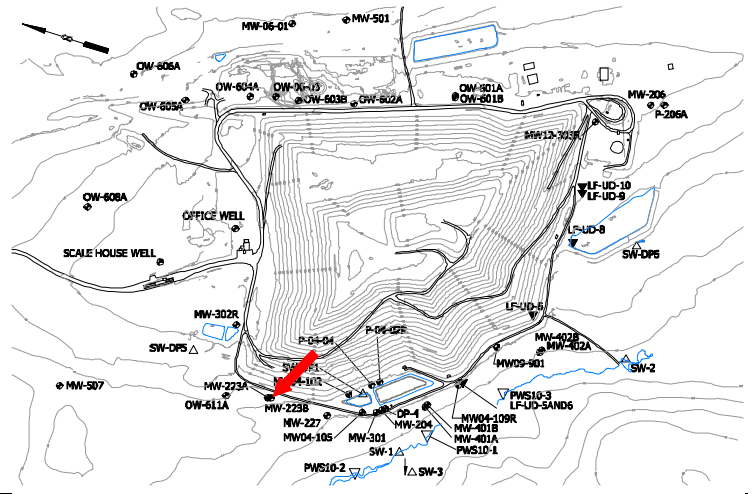 MW-501
MW-06-01
OW-606A
OW-604A
OW-603B
OW-602A
OW-601A
OW-601B
OW-605A
MW-206
P-206A
MW12-303R
LF-UD-10
LF-UD-9
OW-608A
OFFICE WELL
LF-UD-8
SW-DP6
SCALE HOUSE WELL
LF-UD-6
MW-302R
P-04-04
SW-DP5
MW-402B
MW-402A
MW09-901
SW-2
MW-507
MW-223A
OW-611A
MW-223B
PWS10-3
LF-UD-5AND6
MW-227
DP-4
MW-204
MW04-109R
MW-401B
MW04-105
MW-301
MW-401A
SW-1
PWS10-1
PWS10-2
SW-3